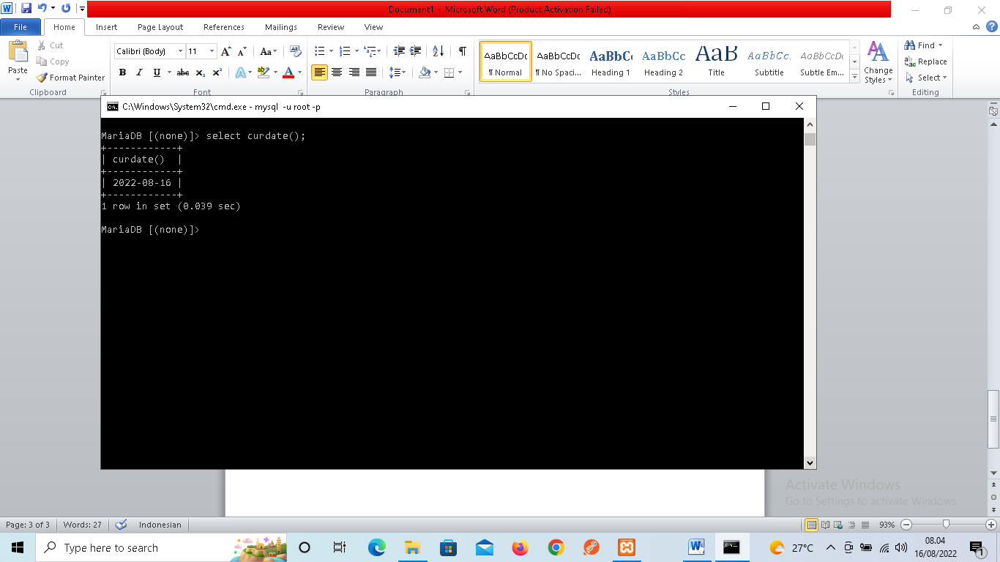 Document1 - Microsoft Word (Product Activation Failed)
File Home Insert Page Layout References Mailings Review View
Paste
Cut
Copy
Format Painter
Clipboard
Calibri (Body) 11
Font
Paragraph
AaBbCcDc AaBbCcDc AaBbCc AaBbCc AaB AaBbCc. AaBbCcDc
¶ Normal ¶ No Spaci... Heading 1 Heading 2 Title Subtitle Subtle Em...
Change
Styles
Styles
Find
Replace
Select
Editing
C:\Windows\System32\cmd.exe - mysql -u root -p
MariaDB [(none)]> select curdate();
+------------+
| curdate()  |
+------------+
| 2022-08-16 |
+------------+
1 row in set (0.039 sec)
MariaDB [(none)]>
Activate Windows
Go to Settings to activate Windows.
Page: 3 of 3 Words: 27 Indonesian 93%
Type here to search
27°C
08.04
16/08/2022
1